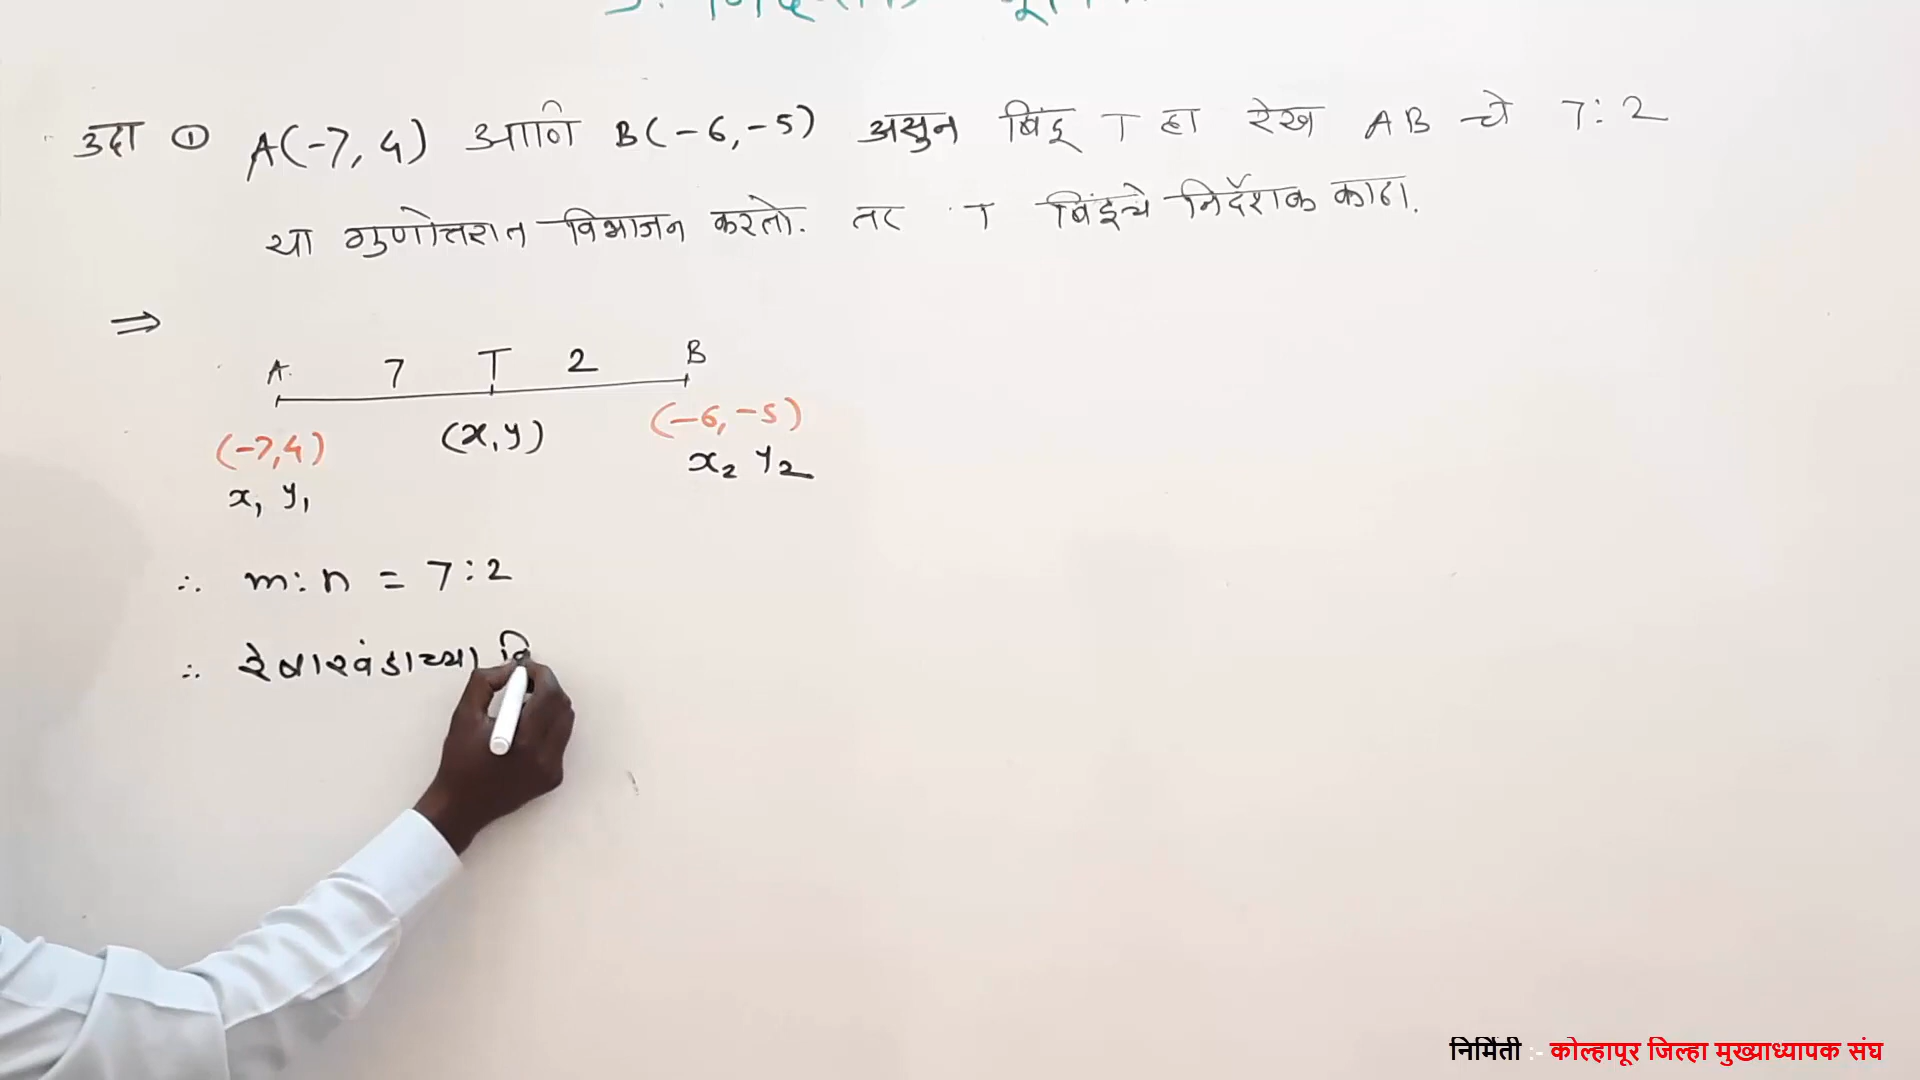 उदा ① A(-7, 4) आणि B(-6, -5) असुन बिंदू T हा रेख AB चे 7:2
या गुणोत्तरात विभाजन करतो. तर T बिंदूचे निर्देशक काढा.
⇒
A 7 T 2 B
(-7,4) (x,y) (-6,-5)
x₁ y₁ x₂ y₂
∴ m:n = 7:2
∴ रेषाखंडाच्या वि
निर्मिती :- कोल्हापूर जिल्हा मुख्याध्यापक संघ